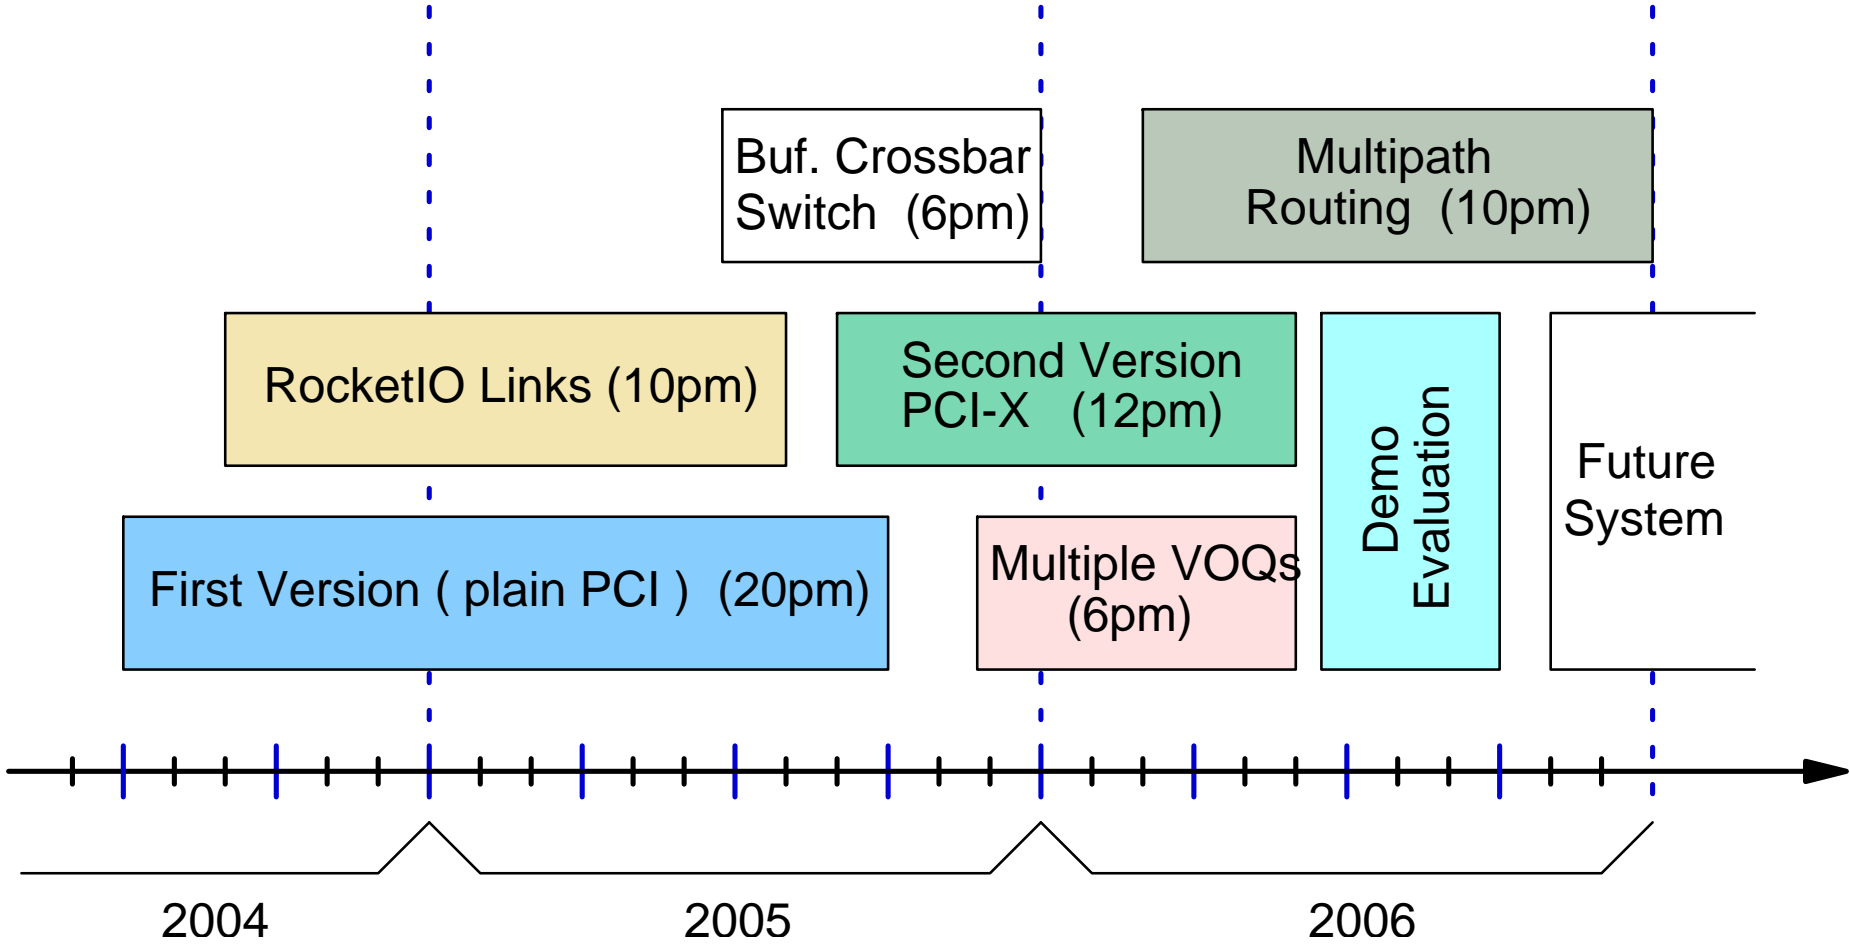 Buf. Crossbar
Switch (6pm)
Multipath
Routing (10pm)
RocketIO Links (10pm)
Second Version
PCI-X (12pm)
Demo
Evaluation
Future
System
First Version ( plain PCI ) (20pm)
Multiple VOQs
(6pm)
2004
2005
2006